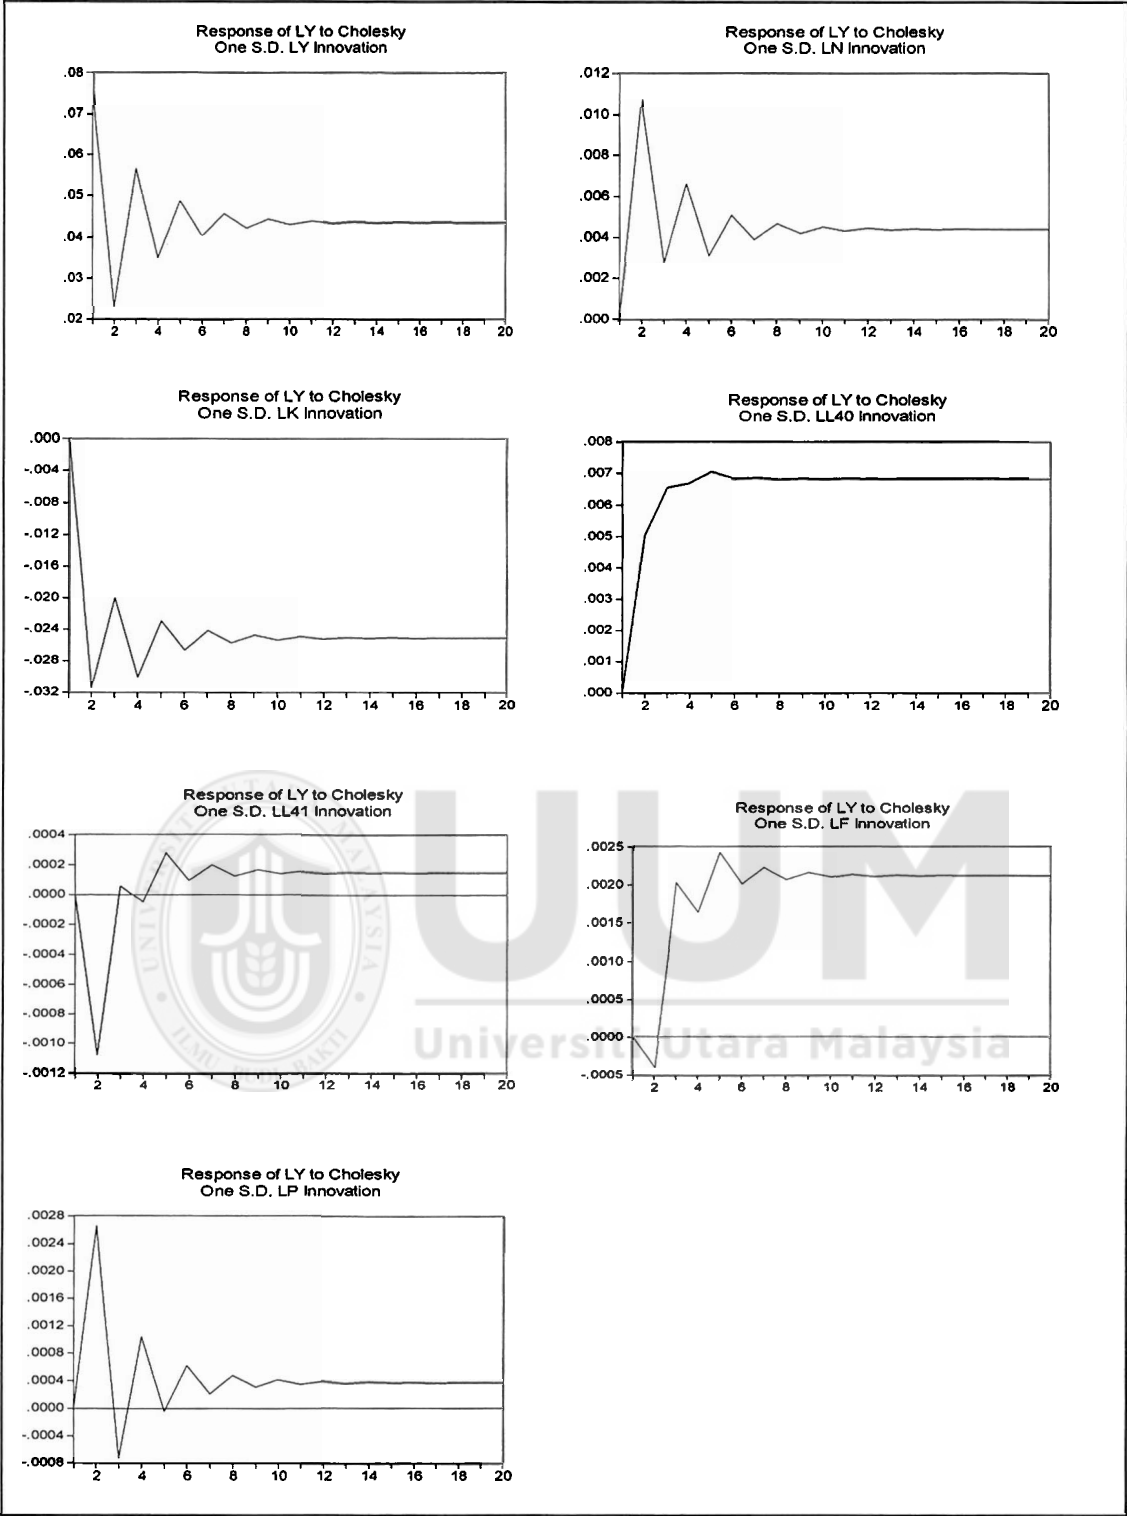 Response of LY to Cholesky
One S.D. LY Innovation
.08
.07
.06
.05
.04
.03
.02
2 4 6 8 10 12 14 16 18 20
Response of LY to Cholesky
One S.D. LN Innovation
.012
.010
.008
.006
.004
.002
.000
2 4 6 8 10 12 14 16 18 20
Response of LY to Cholesky
One S.D. LK Innovation
.000
-.004
-.008
-.012
-.016
-.020
-.024
-.028
-.032
2 4 6 8 10 12 14 16 18 20
Response of LY to Cholesky
One S.D. LL40 Innovation
.008
.007
.006
.005
.004
.003
.002
.001
.000
2 4 6 8 10 12 14 16 18 20
Response of LY to Cholesky
One S.D. LL41 Innovation
.0004
.0002
.0000
-.0002
-.0004
-.0006
-.0008
-.0010
-.0012
2 4 6 8 10 12 14 16 18 20
Response of LY to Cholesky
One S.D. LF Innovation
.0025
.0020
.0015
.0010
.0005
.0000
-.0005
2 4 6 8 10 12 14 16 18 20
UNIVERSITI UTARA MALAYSIA
ILMU BUDI BAKTI
UUM
Universiti Utara Malaysia
Response of LY to Cholesky
One S.D. LP Innovation
.0028
.0024
.0020
.0016
.0012
.0008
.0004
.0000
-.0004
-.0008
2 4 6 8 10 12 14 16 18 20